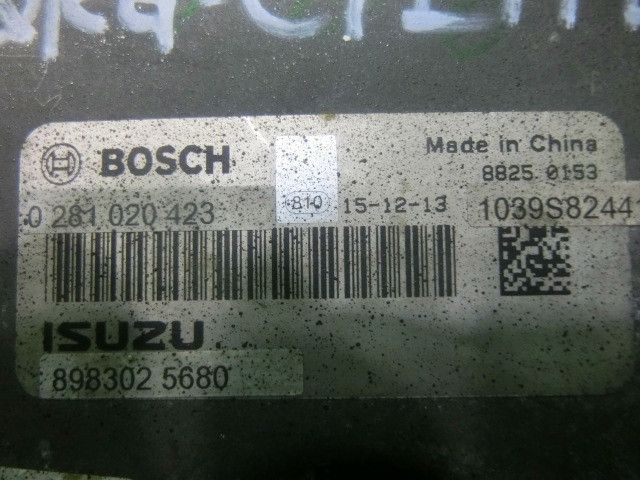 BOSCH
Made in China
8825 0153
0 281 020 423
810 15-12-13
1039S8244
ISUZU
898302 5680